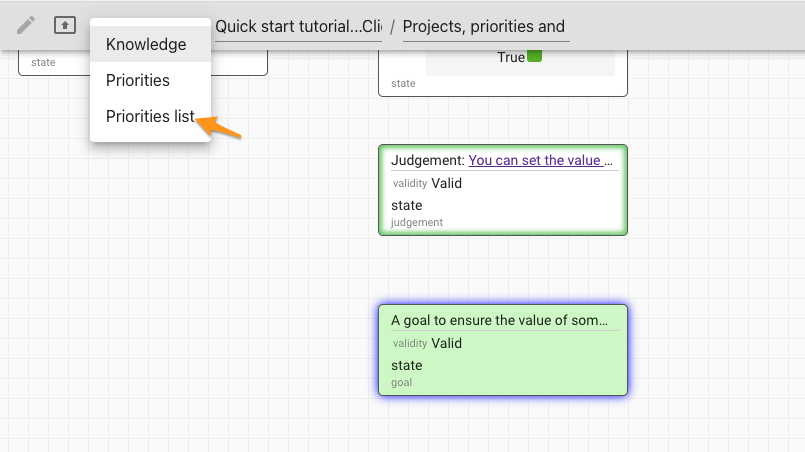 Quick start tutorial...Clic / Projects, priorities and
Knowledge
Priorities
Priorities list
state
True
state
Judgement: You can set the value ...
validity Valid
state
judgement
A goal to ensure the value of som...
validity Valid
state
goal